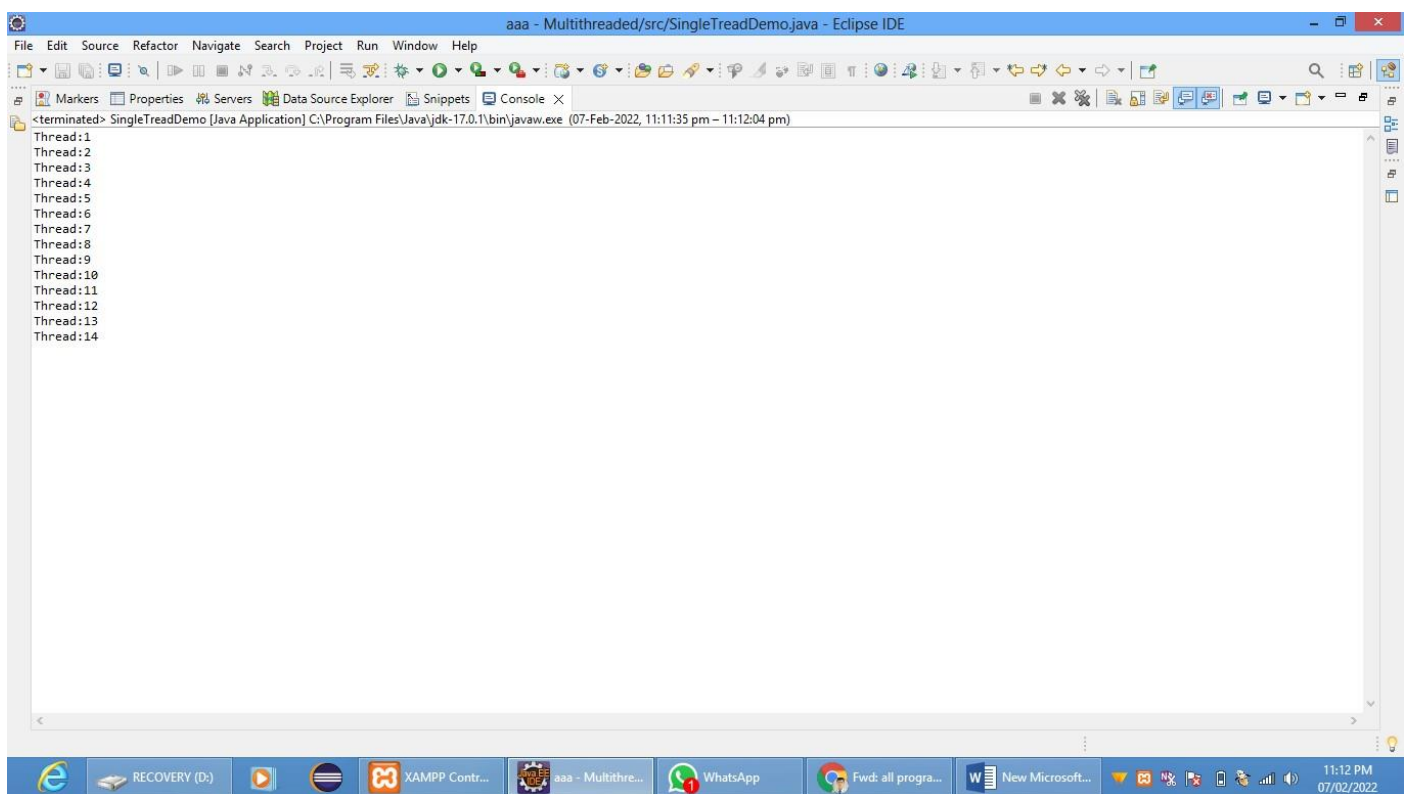 aaa - Multithreaded/src/SingleTreadDemo.java - Eclipse IDE
File Edit Source Refactor Navigate Search Project Run Window Help
Markers Properties Servers Data Source Explorer Snippets Console
<terminated> SingleTreadDemo [Java Application] C:\Program Files\Java\jdk-17.0.1\bin\javaw.exe (07-Feb-2022, 11:11:35 pm – 11:12:04 pm)
Thread:1
Thread:2
Thread:3
Thread:4
Thread:5
Thread:6
Thread:7
Thread:8
Thread:9
Thread:10
Thread:11
Thread:12
Thread:13
Thread:14
RECOVERY (D:) XAMPP Contr... aaa - Multithre... WhatsApp Fwd: all progra... New Microsoft... 11:12 PM
07/02/2022